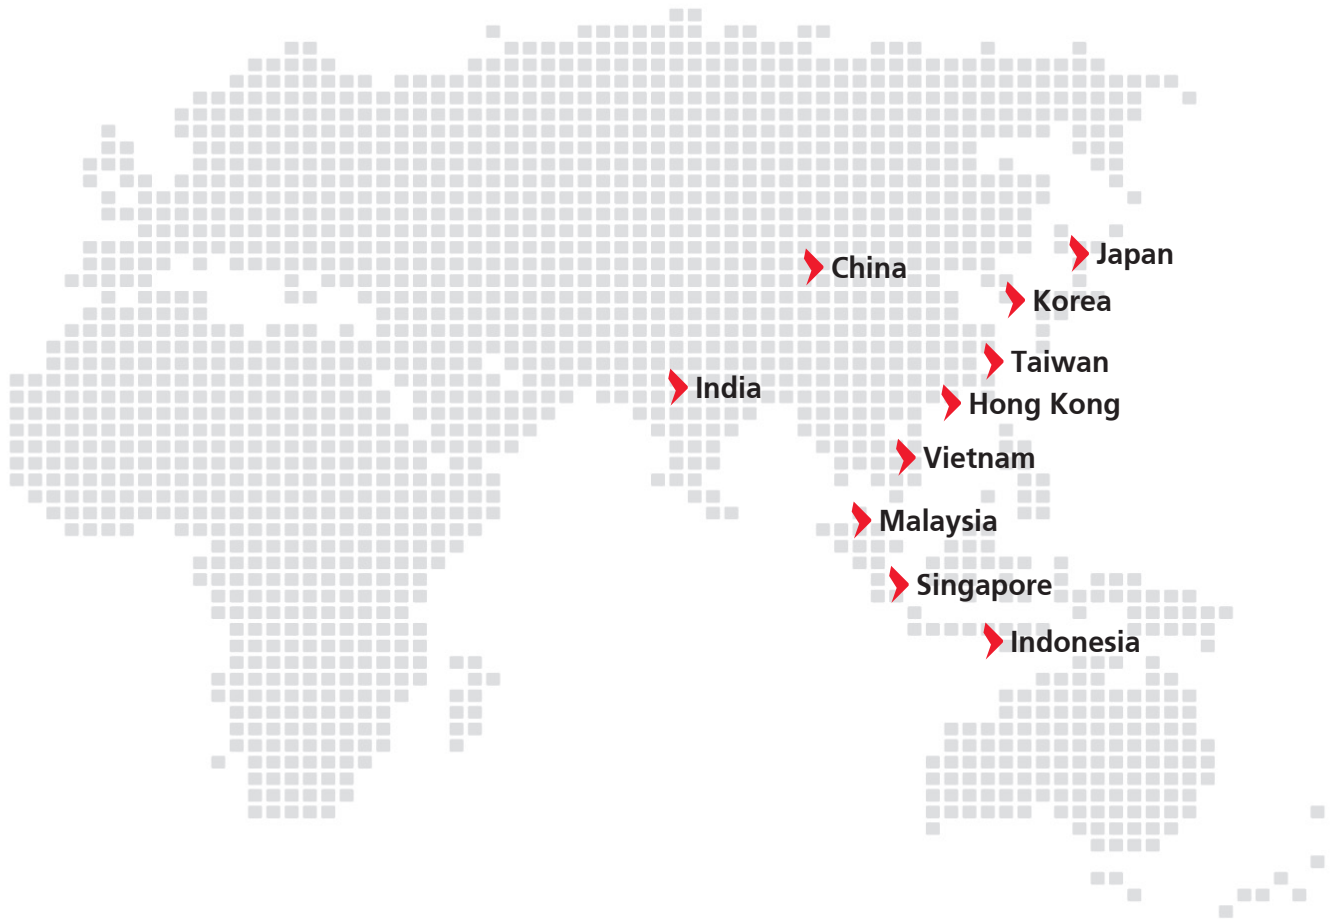 Japan
China
Korea
Taiwan
India
Hong Kong
Vietnam
Malaysia
Singapore
Indonesia